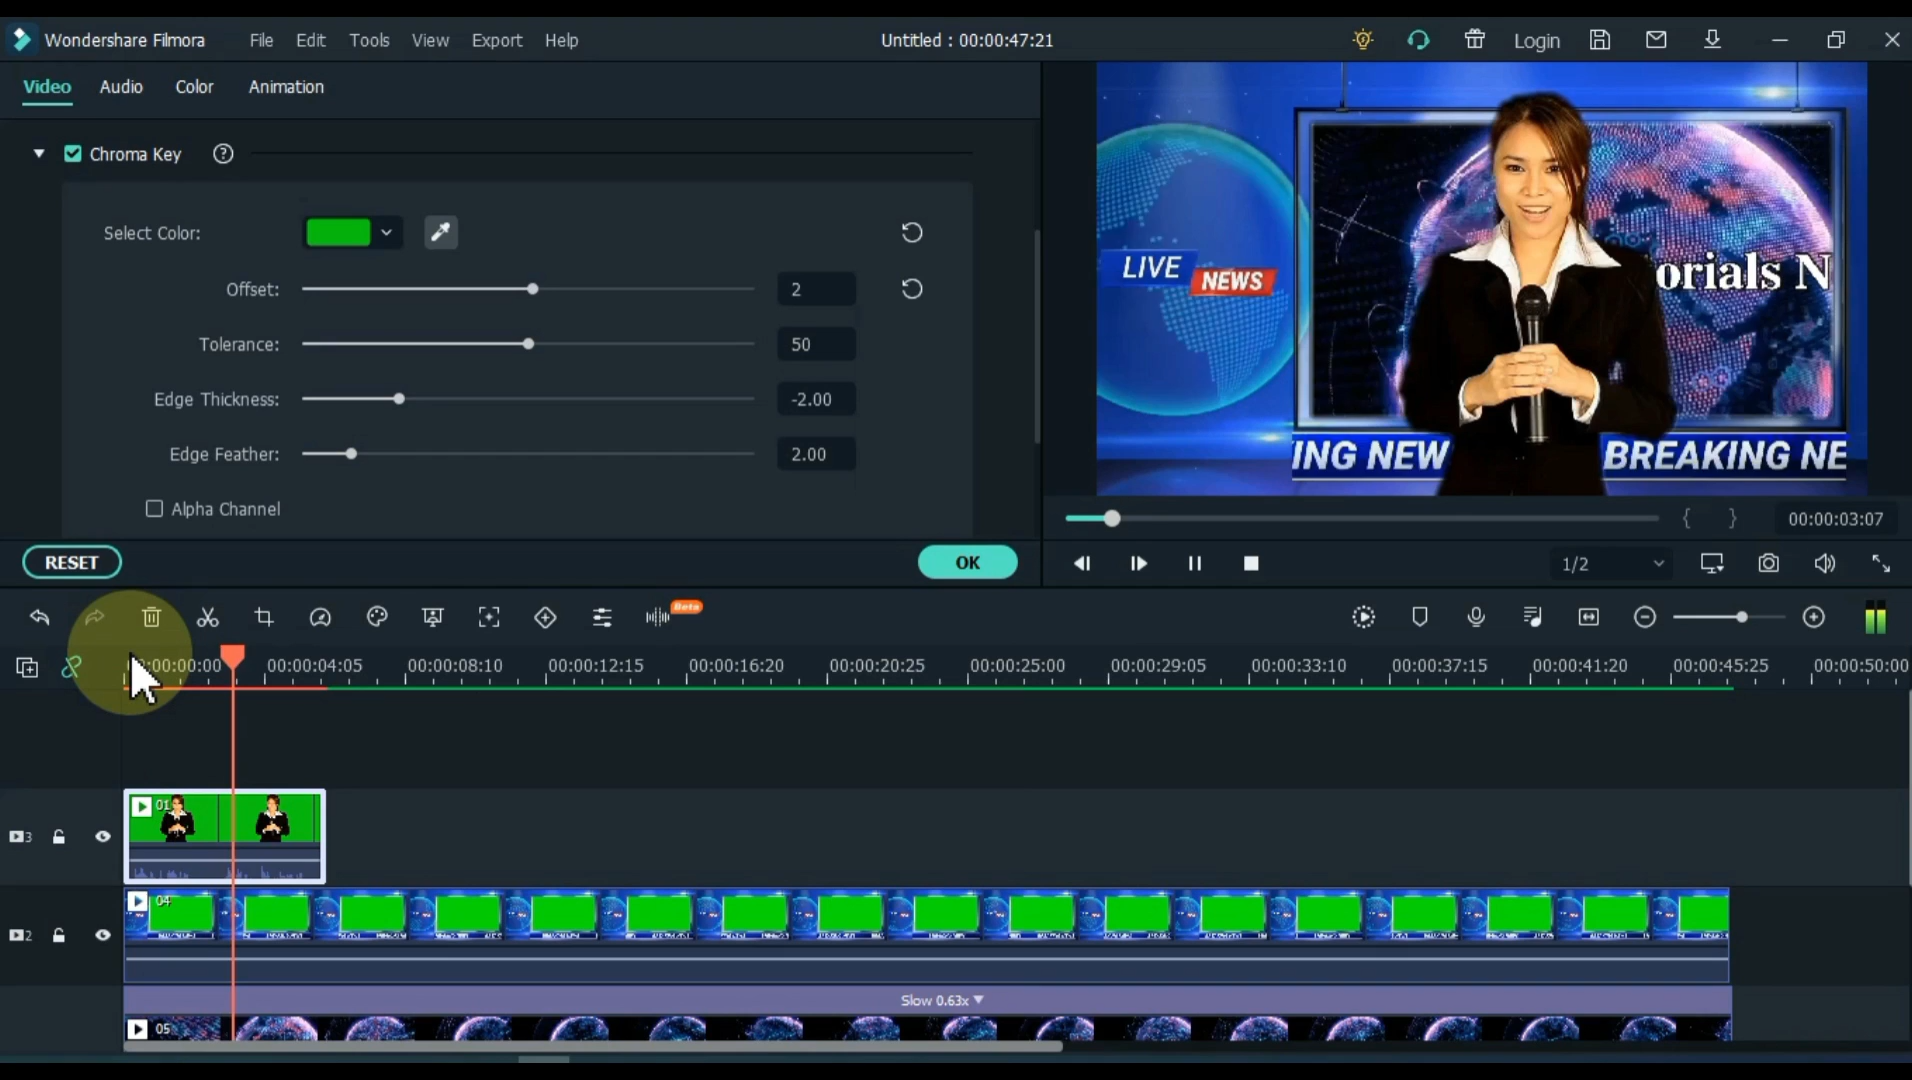 Wondershare Filmora File Edit Tools View Export Help Untitled : 00:00:47:21 Login
Video Audio Color Animation
Chroma Key
Select Color:
Offset: 2
Tolerance: 50
Edge Thickness: -2.00
Edge Feather: 2.00
Alpha Channel
RESET OK
LIVE
NEWS
orials N
ING NEW BREAKING NE
00:00:03:07
1/2
Beta
00:00:00:00 00:00:04:05 00:00:08:10 00:00:12:15 00:00:16:20 00:00:20:25 00:00:25:00 00:00:29:05 00:00:33:10 00:00:37:15 00:00:41:20 00:00:45:25 00:00:50:00
01
3
04
2
Slow 0.63x
05